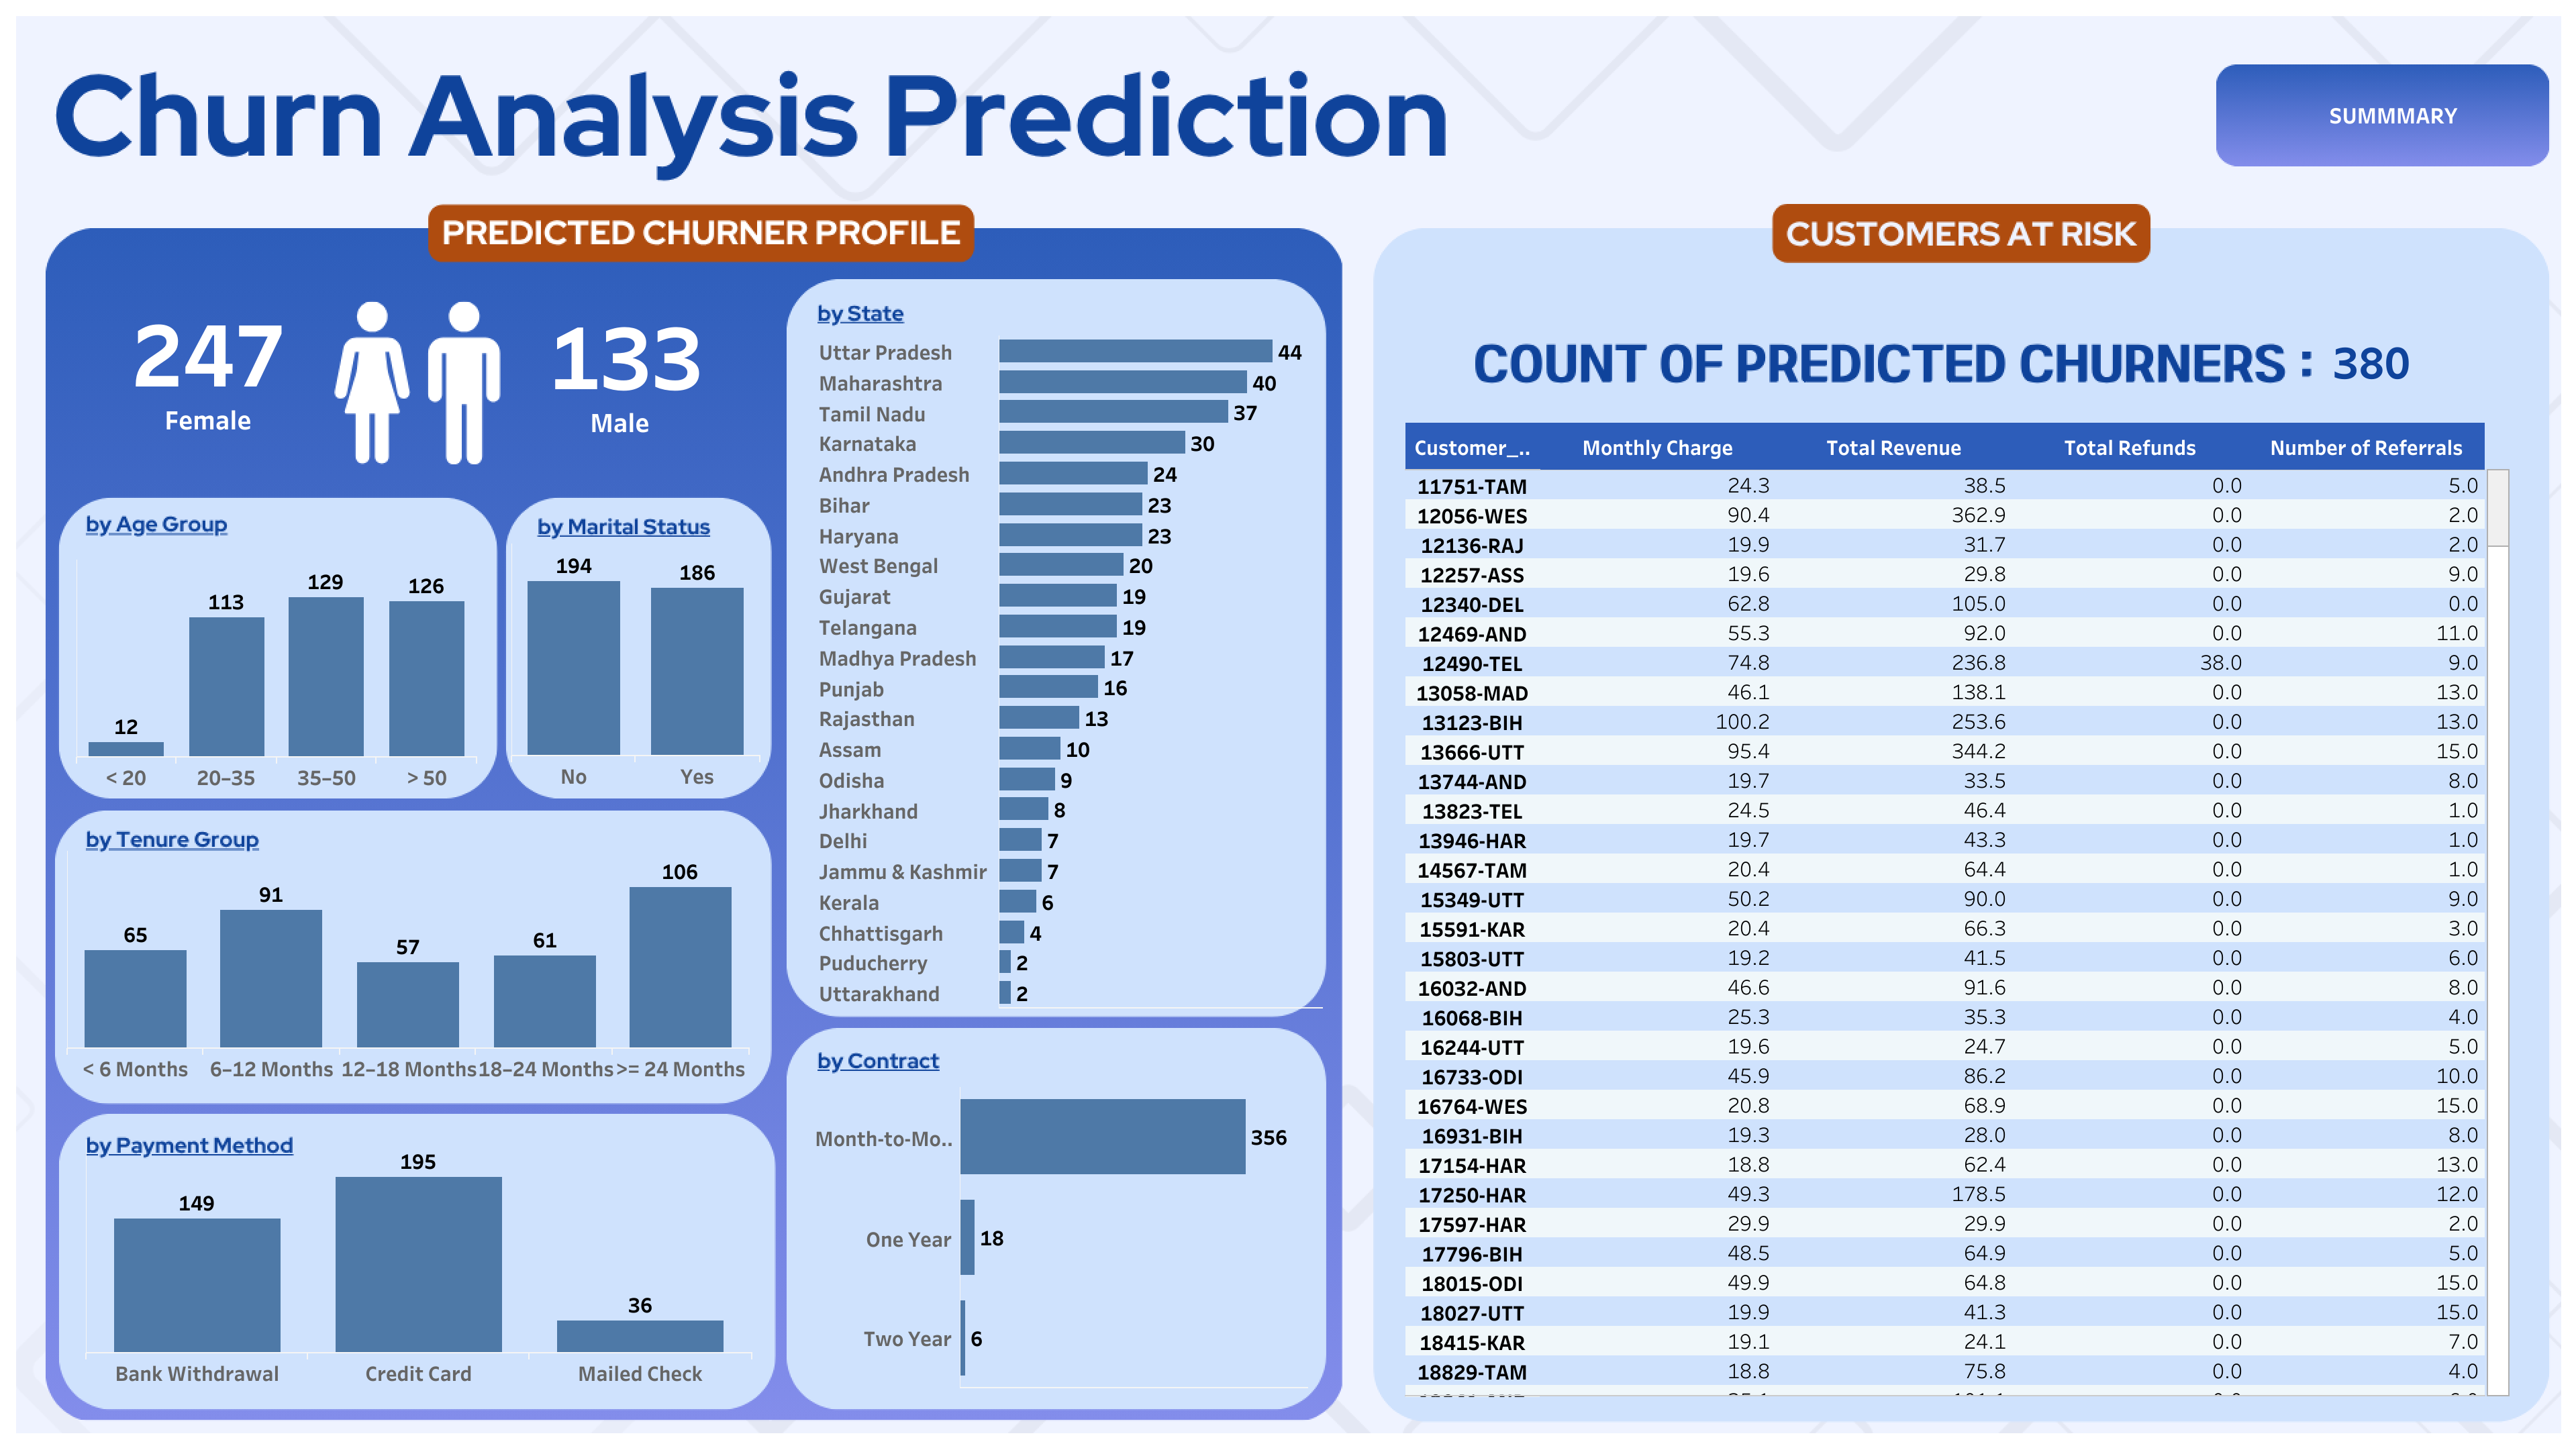 Churn Analysis Prediction
SUMMMARY
PREDICTED CHURNER PROFILE
247
Female
133
Male
by Age Group
12
113
129
126
< 20
20–35
35–50
> 50
by Marital Status
194
186
No
Yes
by Tenure Group
65
91
57
61
106
< 6 Months
6–12 Months
12–18 Months
18–24 Months
>= 24 Months
by Payment Method
149
195
36
Bank Withdrawal
Credit Card
Mailed Check
by State
Uttar Pradesh 44
Maharashtra 40
Tamil Nadu 37
Karnataka 30
Andhra Pradesh 24
Bihar 23
Haryana 23
West Bengal 20
Gujarat 19
Telangana 19
Madhya Pradesh 17
Punjab 16
Rajasthan 13
Assam 10
Odisha 9
Jharkhand 8
Delhi 7
Jammu & Kashmir 7
Kerala 6
Chhattisgarh 4
Puducherry 2
Uttarakhand 2
by Contract
Month-to-Mo.. 356
One Year 18
Two Year 6
CUSTOMERS AT RISK
COUNT OF PREDICTED CHURNERS : 380
Customer_.. Monthly Charge Total Revenue Total Refunds Number of Referrals
11751-TAM 24.3 38.5 0.0 5.0
12056-WES 90.4 362.9 0.0 2.0
12136-RAJ 19.9 31.7 0.0 2.0
12257-ASS 19.6 29.8 0.0 9.0
12340-DEL 62.8 105.0 0.0 0.0
12469-AND 55.3 92.0 0.0 11.0
12490-TEL 74.8 236.8 38.0 9.0
13058-MAD 46.1 138.1 0.0 13.0
13123-BIH 100.2 253.6 0.0 13.0
13666-UTT 95.4 344.2 0.0 15.0
13744-AND 19.7 33.5 0.0 8.0
13823-TEL 24.5 46.4 0.0 1.0
13946-HAR 19.7 43.3 0.0 1.0
14567-TAM 20.4 64.4 0.0 1.0
15349-UTT 50.2 90.0 0.0 9.0
15591-KAR 20.4 66.3 0.0 3.0
15803-UTT 19.2 41.5 0.0 6.0
16032-AND 46.6 91.6 0.0 8.0
16068-BIH 25.3 35.3 0.0 4.0
16244-UTT 19.6 24.7 0.0 5.0
16733-ODI 45.9 86.2 0.0 10.0
16764-WES 20.8 68.9 0.0 15.0
16931-BIH 19.3 28.0 0.0 8.0
17154-HAR 18.8 62.4 0.0 13.0
17250-HAR 49.3 178.5 0.0 12.0
17597-HAR 29.9 29.9 0.0 2.0
17796-BIH 48.5 64.9 0.0 5.0
18015-ODI 49.9 64.8 0.0 15.0
18027-UTT 19.9 41.3 0.0 15.0
18415-KAR 19.1 24.1 0.0 7.0
18829-TAM 18.8 75.8 0.0 4.0